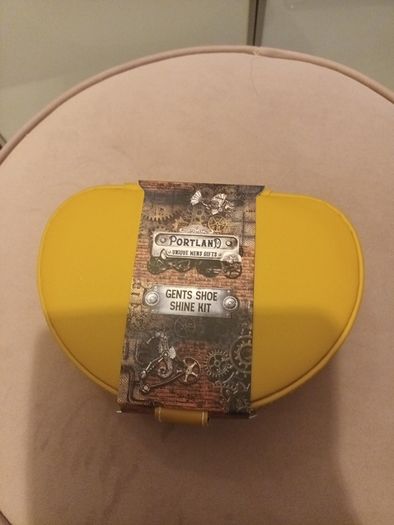 PORTLAND
UNIQUE MENS GIFTS
GENTS SHOE
SHINE KIT